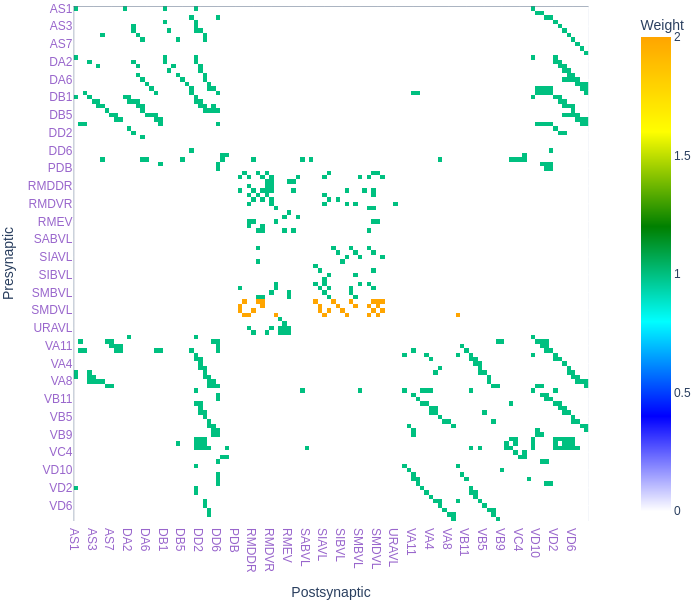 Weight
2
1.5
1
0.5
0
Presynaptic
AS1
AS3
AS7
DA2
DA6
DB1
DB5
DD2
DD6
PDB
RMDDR
RMDVR
RMEV
SABVL
SIAVL
SIBVL
SMBVL
SMDVL
URAVL
VA11
VA4
VA8
VB11
VB5
VB9
VC4
VD10
VD2
VD6
AS1
AS3
AS7
DA2
DA6
DB1
DB5
DD2
DD6
PDB
RMDDR
RMDVR
RMEV
SABVL
SIAVL
SIBVL
SMBVL
SMDVL
URAVL
VA11
VA4
VA8
VB11
VB5
VB9
VC4
VD10
VD2
VD6
Postsynaptic